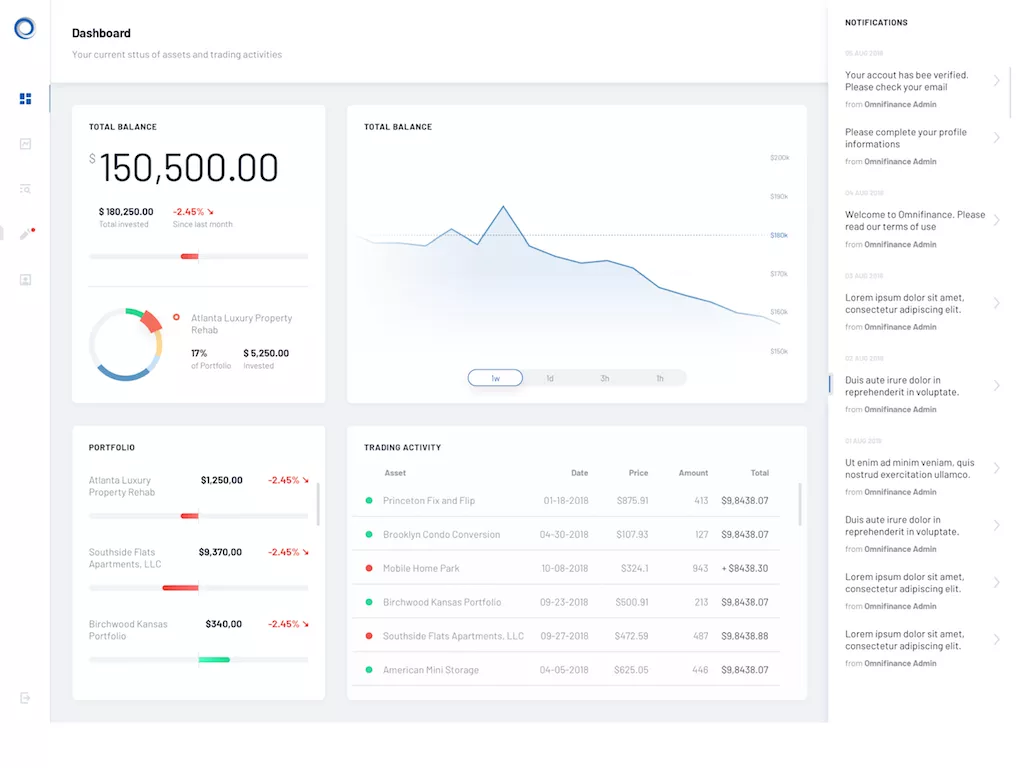 Dashboard
Your current sttus of assets and trading activities
TOTAL BALANCE
$ 150,500.00
$ 180,250.00 -2.45% ↘
Total invested Since last month
Atlanta Luxury Property
Rehab
17% $ 5,250.00
of Portfolio invested
TOTAL BALANCE
$200k
$190k
$180k
$170k
$160k
$150k
1w 1d 3h 1h
PORTFOLIO
Atlanta Luxury $1,250,00 -2.45% ↘
Property Rehab
Southside Flats $9,370,00 -2.45% ↘
Apartments, LLC
Birchwood Kansas $340,00 -2.45% ↘
Portfolio
TRADING ACTIVITY
Asset Date Price Amount Total
Princeton Fix and Flip 01-18-2018 $875.91 413 $9,8438.07
Brooklyn Condo Conversion 04-30-2018 $107.93 127 $9,8438.07
Mobile Home Park 10-08-2018 $324.1 943 + $8438.30
Birchwood Kansas Portfolio 09-23-2018 $500.91 213 $9,8438.07
Southside Flats Apartments, LLC 09-27-2018 $472.59 487 $9,8438.88
American Mini Storage 04-05-2018 $625.05 446 $9,8438.07
NOTIFICATIONS
05 AUG 2018
Your accout has bee verified.
Please check your email
from Omnifinance Admin
Please complete your profile
informations
from Omnifinance Admin
04 AUG 2018
Welcome to Omnifinance. Please
read our terms of use
from Omnifinance Admin
03 AUG 2018
Lorem ipsum dolor sit amet,
consectetur adipiscing elit.
from Omnifinance Admin
02 AUG 2018
Duis aute irure dolor in
reprehenderit in voluptate.
from Omnifinance Admin
01 AUG 2018
Ut enim ad minim veniam, quis
nostrud exercitation ullamco.
from Omnifinance Admin
Duis aute irure dolor in
reprehenderit in voluptate.
from Omnifinance Admin
Lorem ipsum dolor sit amet,
consectetur adipiscing elit.
from Omnifinance Admin
Lorem ipsum dolor sit amet,
consectetur adipiscing elit.
from Omnifinance Admin